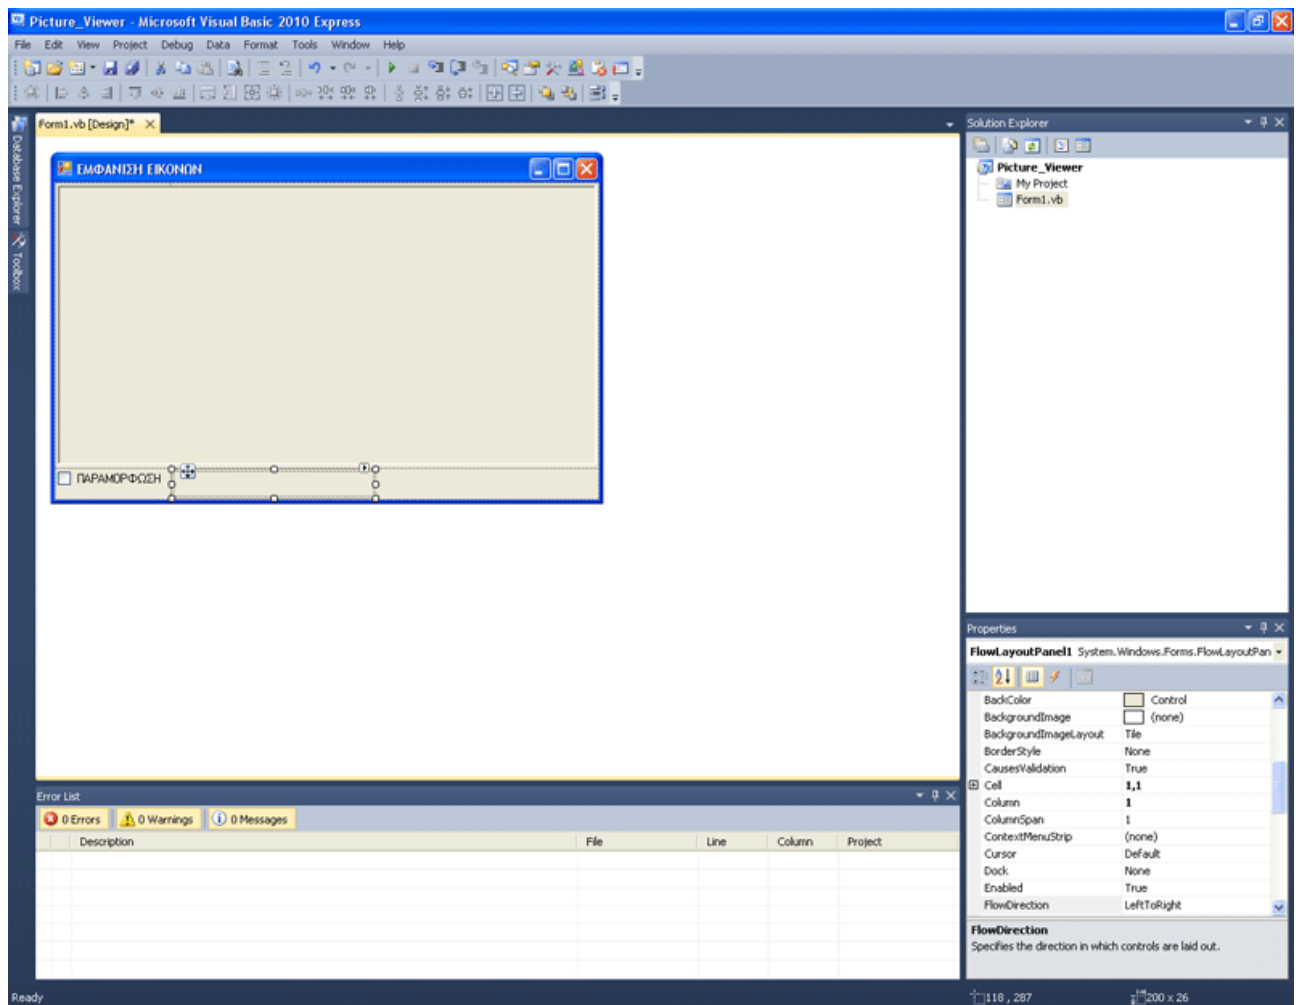 Picture_Viewer - Microsoft Visual Basic 2010 Express
File Edit View Project Debug Data Format Tools Window Help
Form1.vb [Design]*
Database Explorer
Toolbox
ΕΜΦΑΝΙΣΗ ΕΙΚΟΝΩΝ
ΠΑΡΑΜΟΡΦΩΣΗ
Solution Explorer
Picture_Viewer
My Project
Form1.vb
Properties
FlowLayoutPanel1 System.Windows.Forms.FlowLayoutPan
BackColor Control
BackgroundImage (none)
BackgroundImageLayout Tile
BorderStyle None
CausesValidation True
Cell 1,1
Column 1
ColumnSpan 1
ContextMenuStrip (none)
Cursor Default
Dock None
Enabled True
FlowDirection LeftToRight
FlowDirection
Specifies the direction in which controls are laid out.
Error List
0 Errors 0 Warnings 0 Messages
Description File Line Column Project
Ready 118 , 287 200 x 26